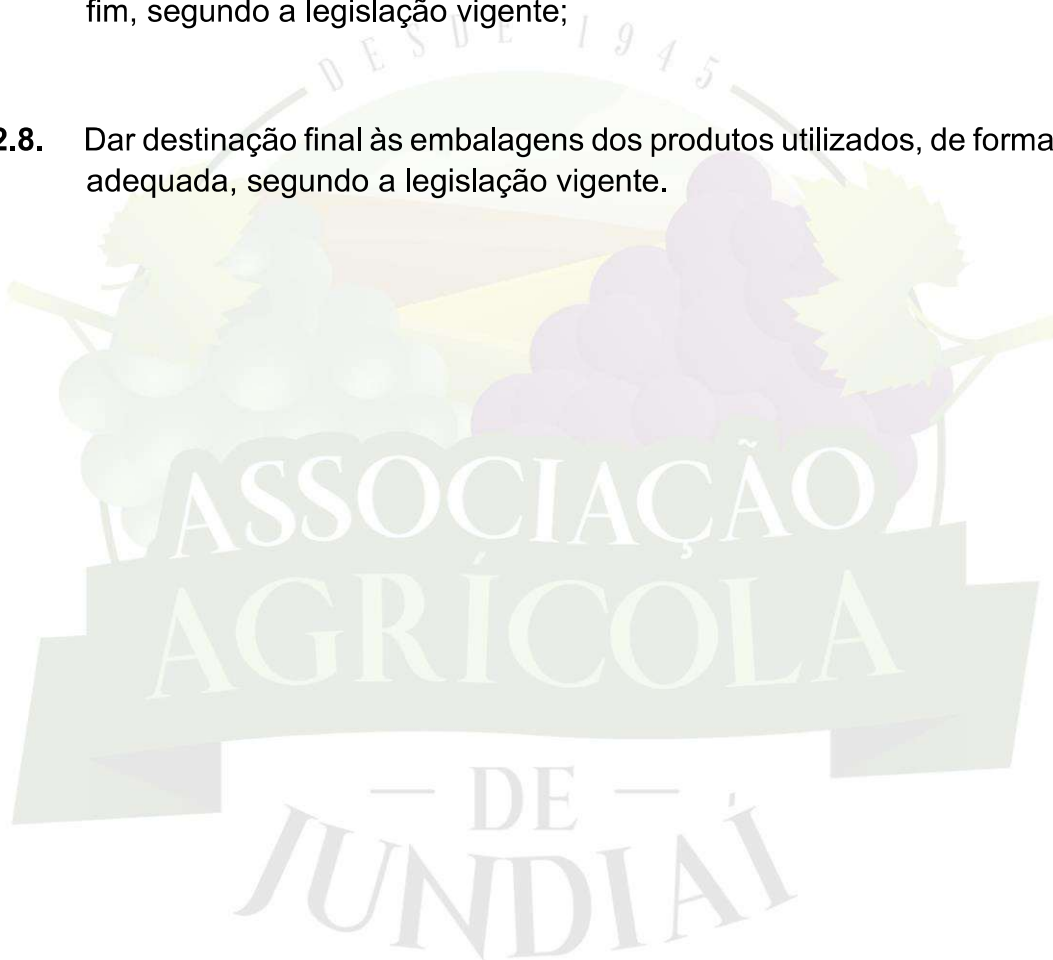 fim, segundo a legislação vigente;
DESDE 1945
2.8. Dar destinação final às embalagens dos produtos utilizados, de forma
adequada, segundo a legislação vigente.
ASSOCIAÇÃO
AGRÍCOLA
— DE —
JUNDIAÍ